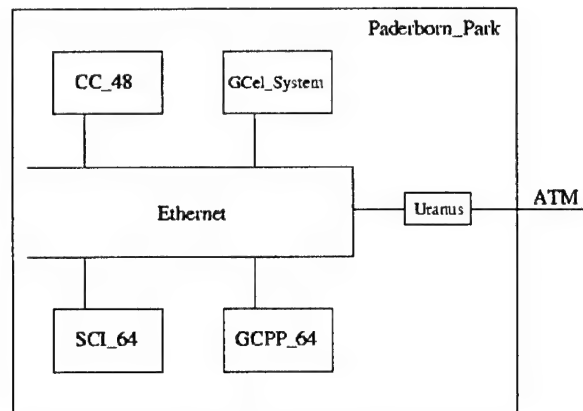 Paderborn_Park
CC_48
GCel_System
Ethernet
Uranus
ATM
SCI_64
GCPP_64